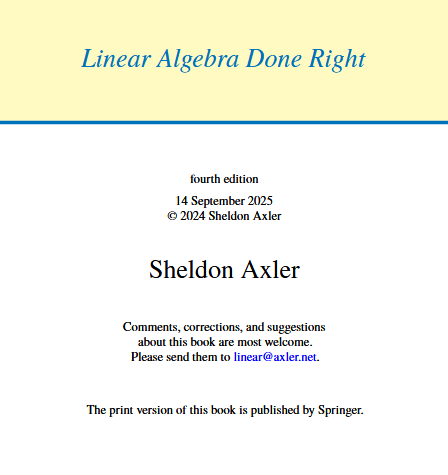 Linear Algebra Done Right
fourth edition
14 September 2025
© 2024 Sheldon Axler
Sheldon Axler
Comments, corrections, and suggestions
about this book are most welcome.
Please send them to linear@axler.net.
The print version of this book is published by Springer.